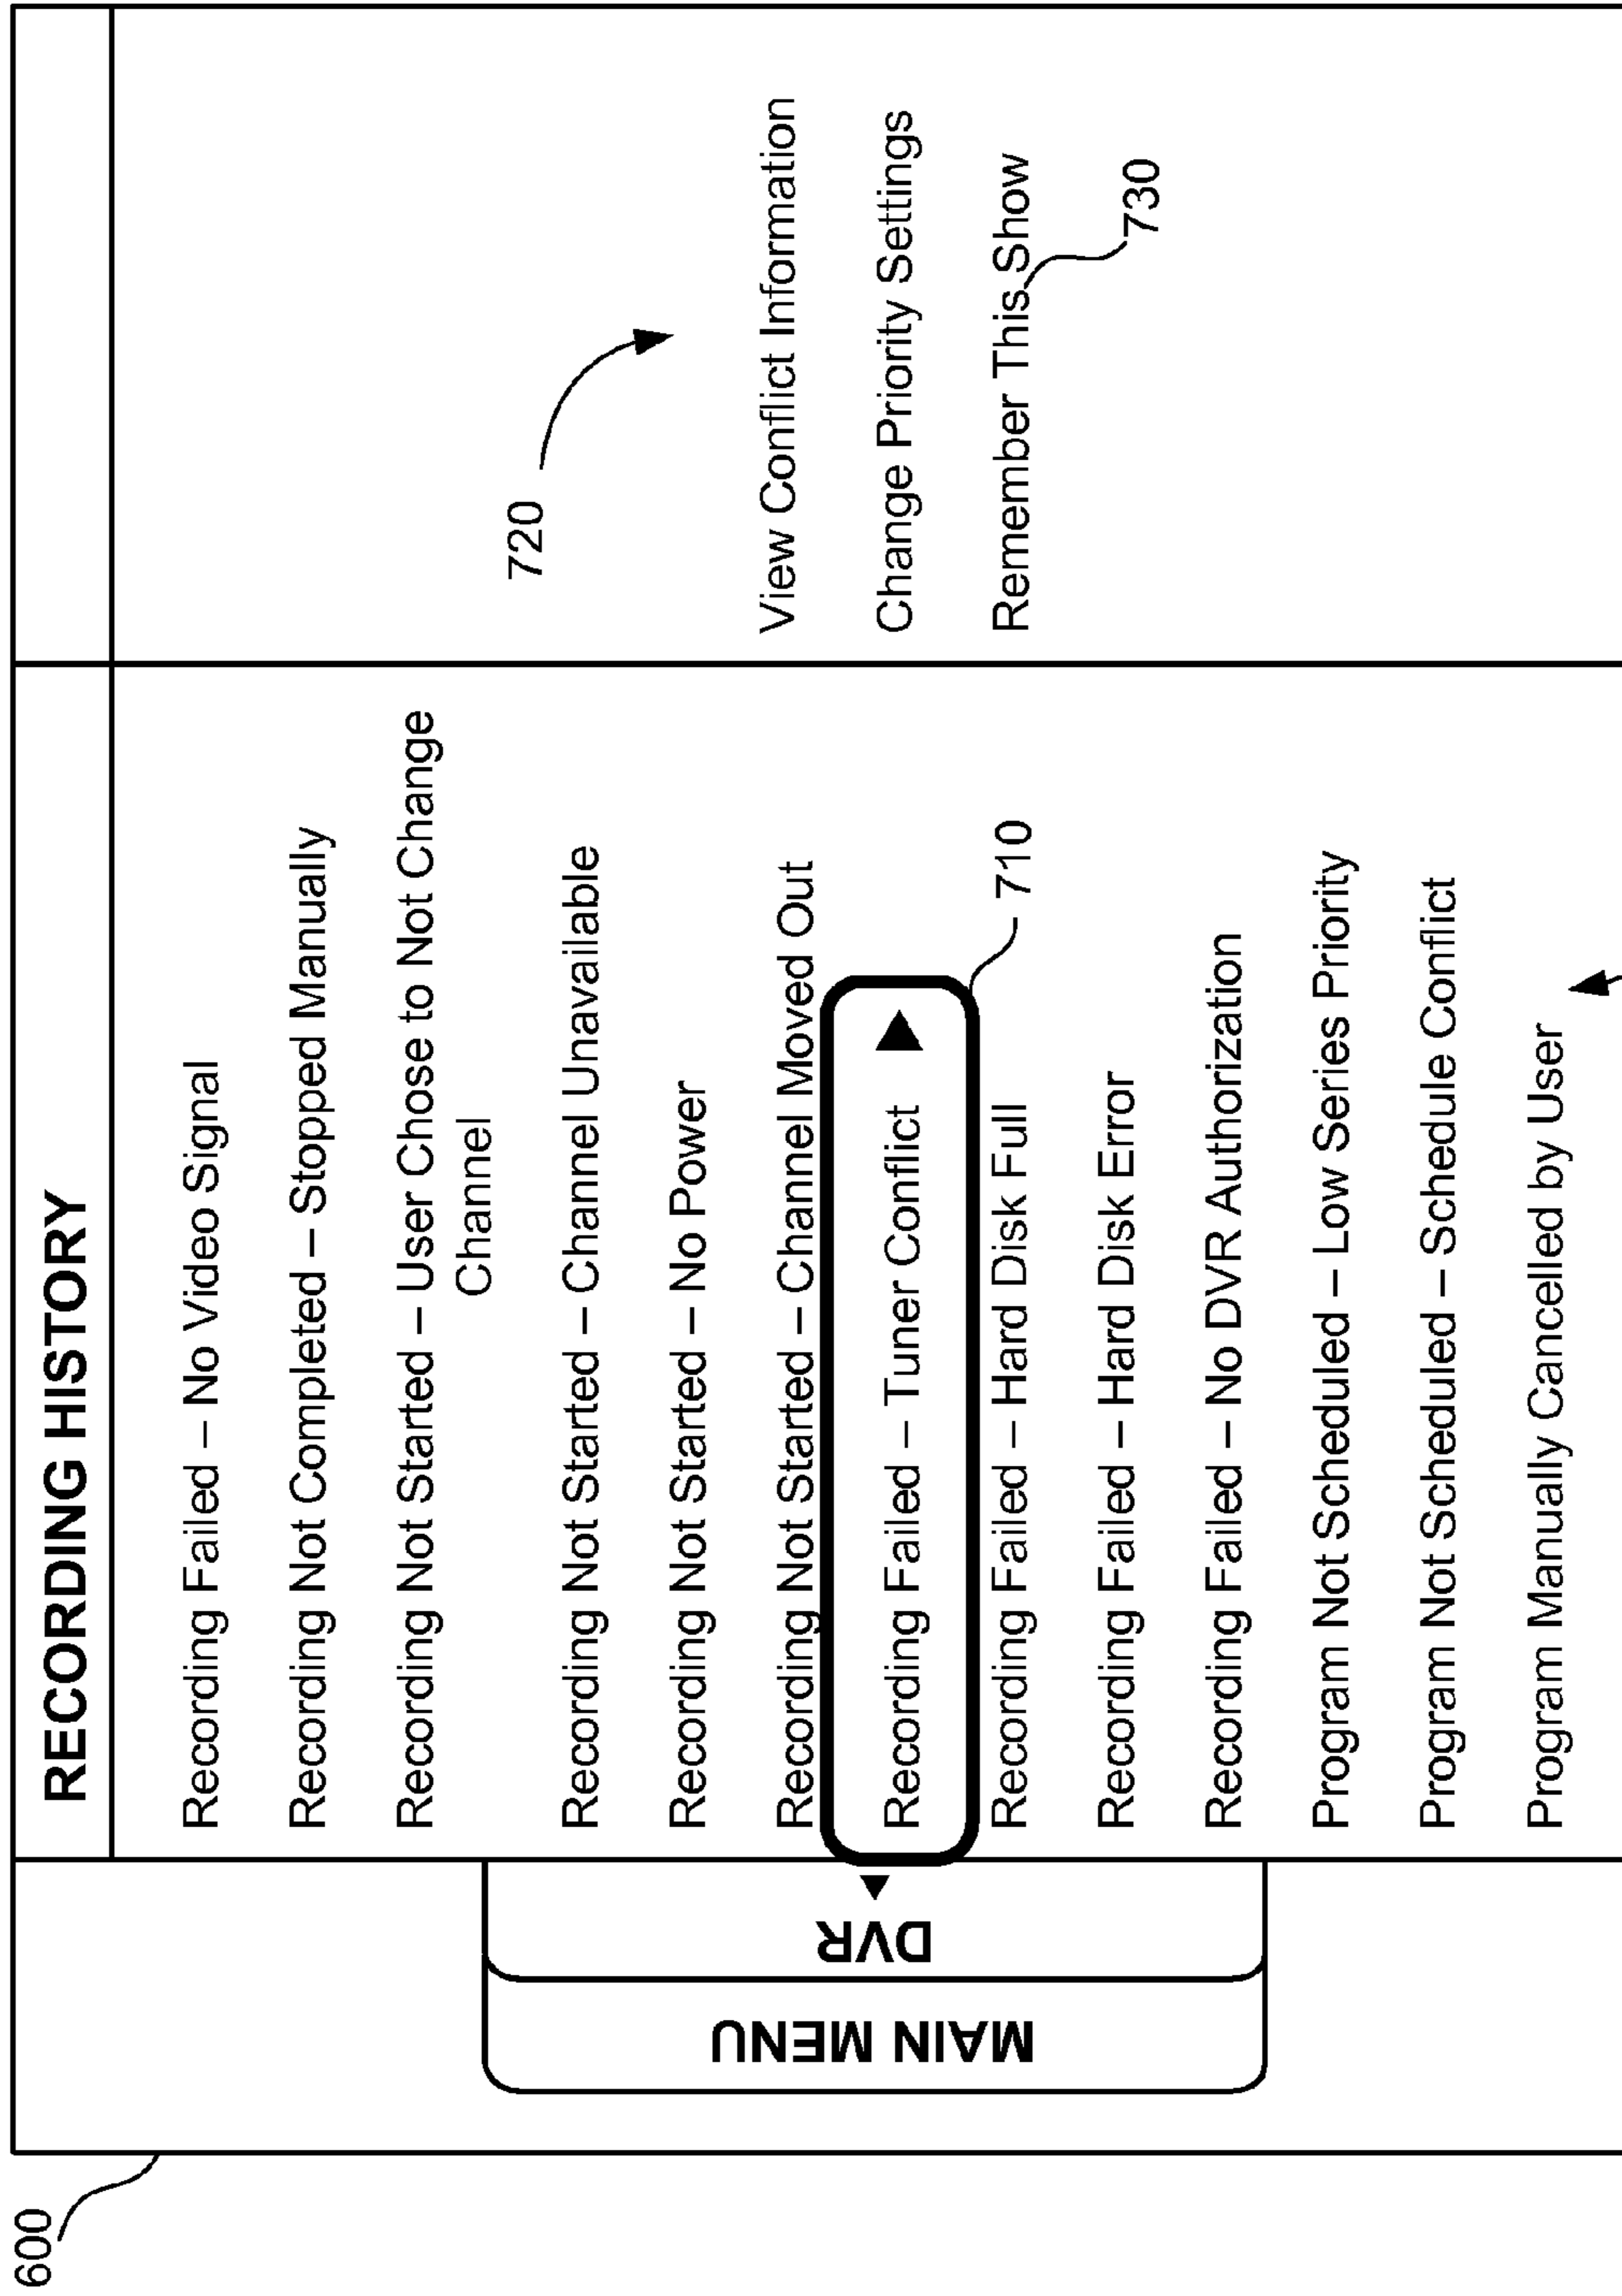 600
MAIN MENU
DVR
RECORDING HISTORY
Recording Failed – No Video Signal
Recording Not Completed – Stopped Manually
Recording Not Started – User Chose to Not Change
Channel
Recording Not Started – Channel Unavailable
Recording Not Started – No Power
Recording Not Started – Channel Moved Out
Recording Failed – Tuner Conflict
710
Recording Failed – Hard Disk Full
Recording Failed – Hard Disk Error
Recording Failed – No DVR Authorization
Program Not Scheduled – Low Series Priority
Program Not Scheduled – Schedule Conflict
Program Manually Cancelled by User
720
View Conflict Information
Change Priority Settings
Remember This Show
730